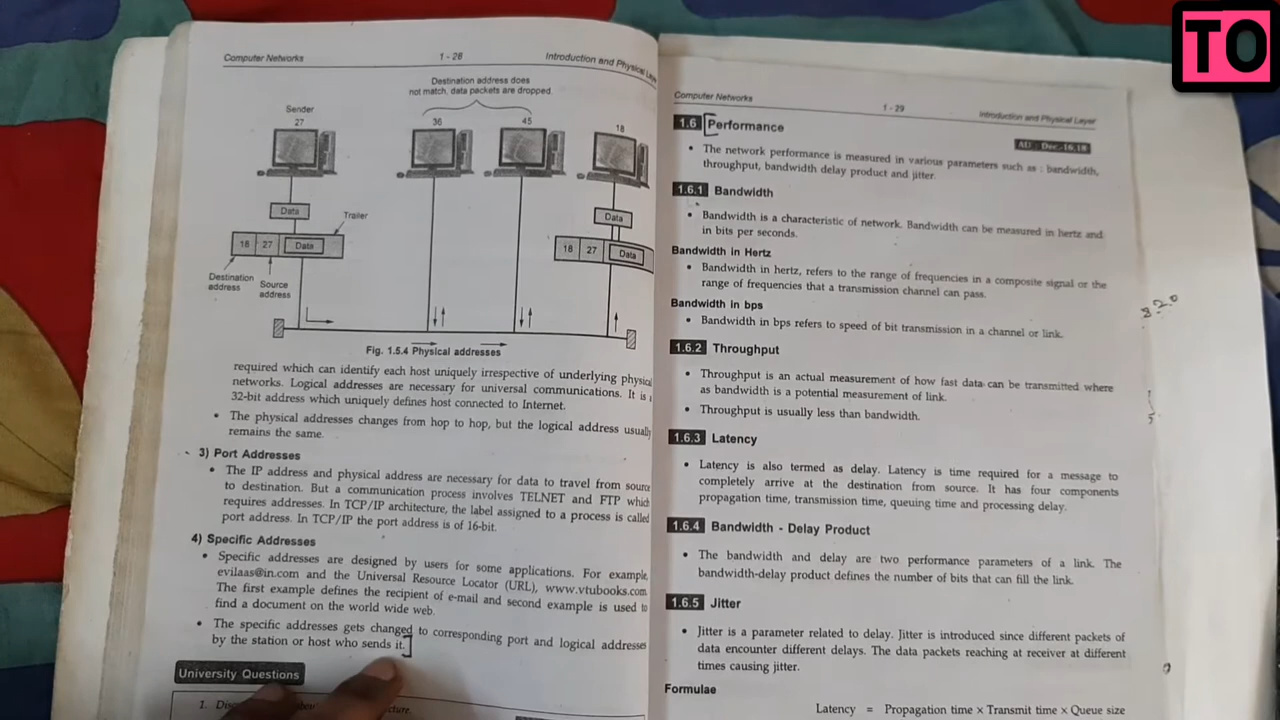 TO
Computer Networks
1 - 28
Introduction and Physical
Destination address does
not match, data packets are dropped
Sender
27
36
45
18
Data
Trailer
18 27 Data
Data
18 27 Data
Destination
address
Source
address
Fig. 1.5.4 Physical addresses
required which can identify each host uniquely irrespective of underlying
networks. Logical addresses are necessary for universal communications. It is
32-bit address which uniquely defines host connected to Internet.
• The physical addresses changes from hop to hop, but the logical address usually
remains the same.
3) Port Addresses
• The IP address and physical address are necessary for data to travel from source
to destination. But a communication process involves TELNET and FTP which
requires addresses. In TCP/IP architecture, the label assigned to a process is called
port address. In TCP/IP the port address is of 16-bit.
4) Specific Addresses
• Specific addresses are designed by users for some applications. For example,
evilaas@in.com and the Universal Resource Locator (URL), www.vtubooks.com.
The first example defines the recipient of e-mail and second example is used to
find a document on the world wide web.
• The specific addresses gets changed to corresponding port and logical addresses
by the station or host who sends it.
University Questions
1.
Computer Networks
1 - 29
Introduction and Physical Layer
1.6 Performance
AU : Dec.-16,18
• The network performance is measured in various parameters such as : bandwidth,
throughput, bandwidth delay product and jitter.
1.6.1 Bandwidth
• Bandwidth is a characteristic of network. Bandwidth can be measured in hertz and
in bits per seconds.
Bandwidth in Hertz
• Bandwidth in hertz, refers to the range of frequencies in a composite signal or the
range of frequencies that a transmission channel can pass.
Bandwidth in bps
• Bandwidth in bps refers to speed of bit transmission in a channel or link.
1.6.2 Throughput
• Throughput is an actual measurement of how fast data can be transmitted where
as bandwidth is a potential measurement of link.
• Throughput is usually less than bandwidth.
1.6.3 Latency
• Latency is also termed as delay. Latency is time required for a message to
completely arrive at the destination from source. It has four components
propagation time, transmission time, queuing time and processing delay.
1.6.4 Bandwidth - Delay Product
• The bandwidth and delay are two performance parameters of a link. The
bandwidth-delay product defines the number of bits that can fill the link.
1.6.5 Jitter
• Jitter is a parameter related to delay. Jitter is introduced since different packets of
data encounter different delays. The data packets reaching at receiver at different
times causing jitter.
Formulae
Latency = Propagation time × Transmit time × Queue size